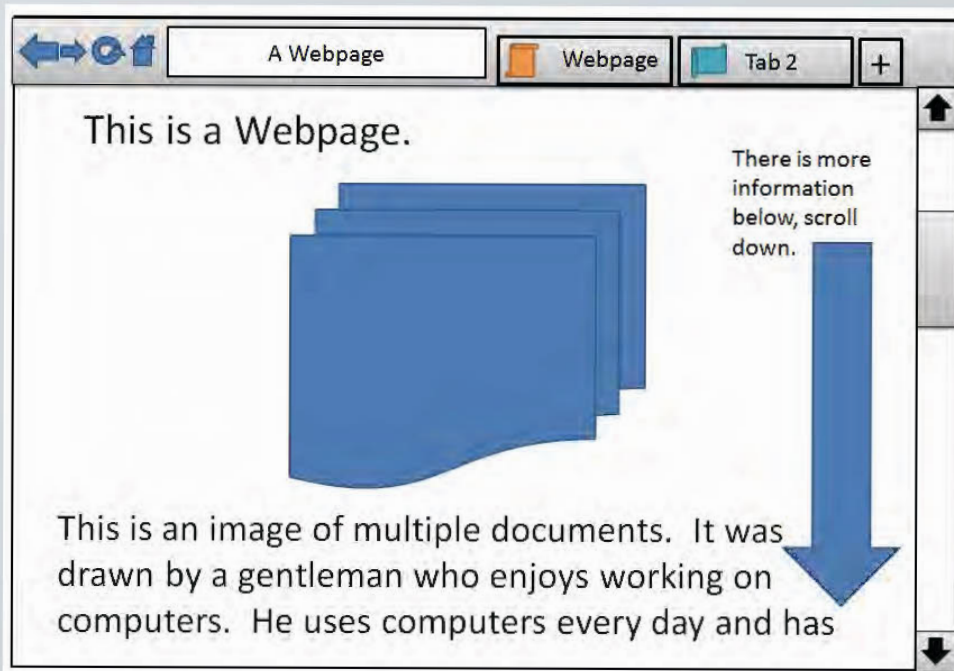 A Webpage
Webpage
Tab 2
+
This is a Webpage.
There is more
information
below, scroll
down.
This is an image of multiple documents.  It was
drawn by a gentleman who enjoys working on
computers.  He uses computers every day and has